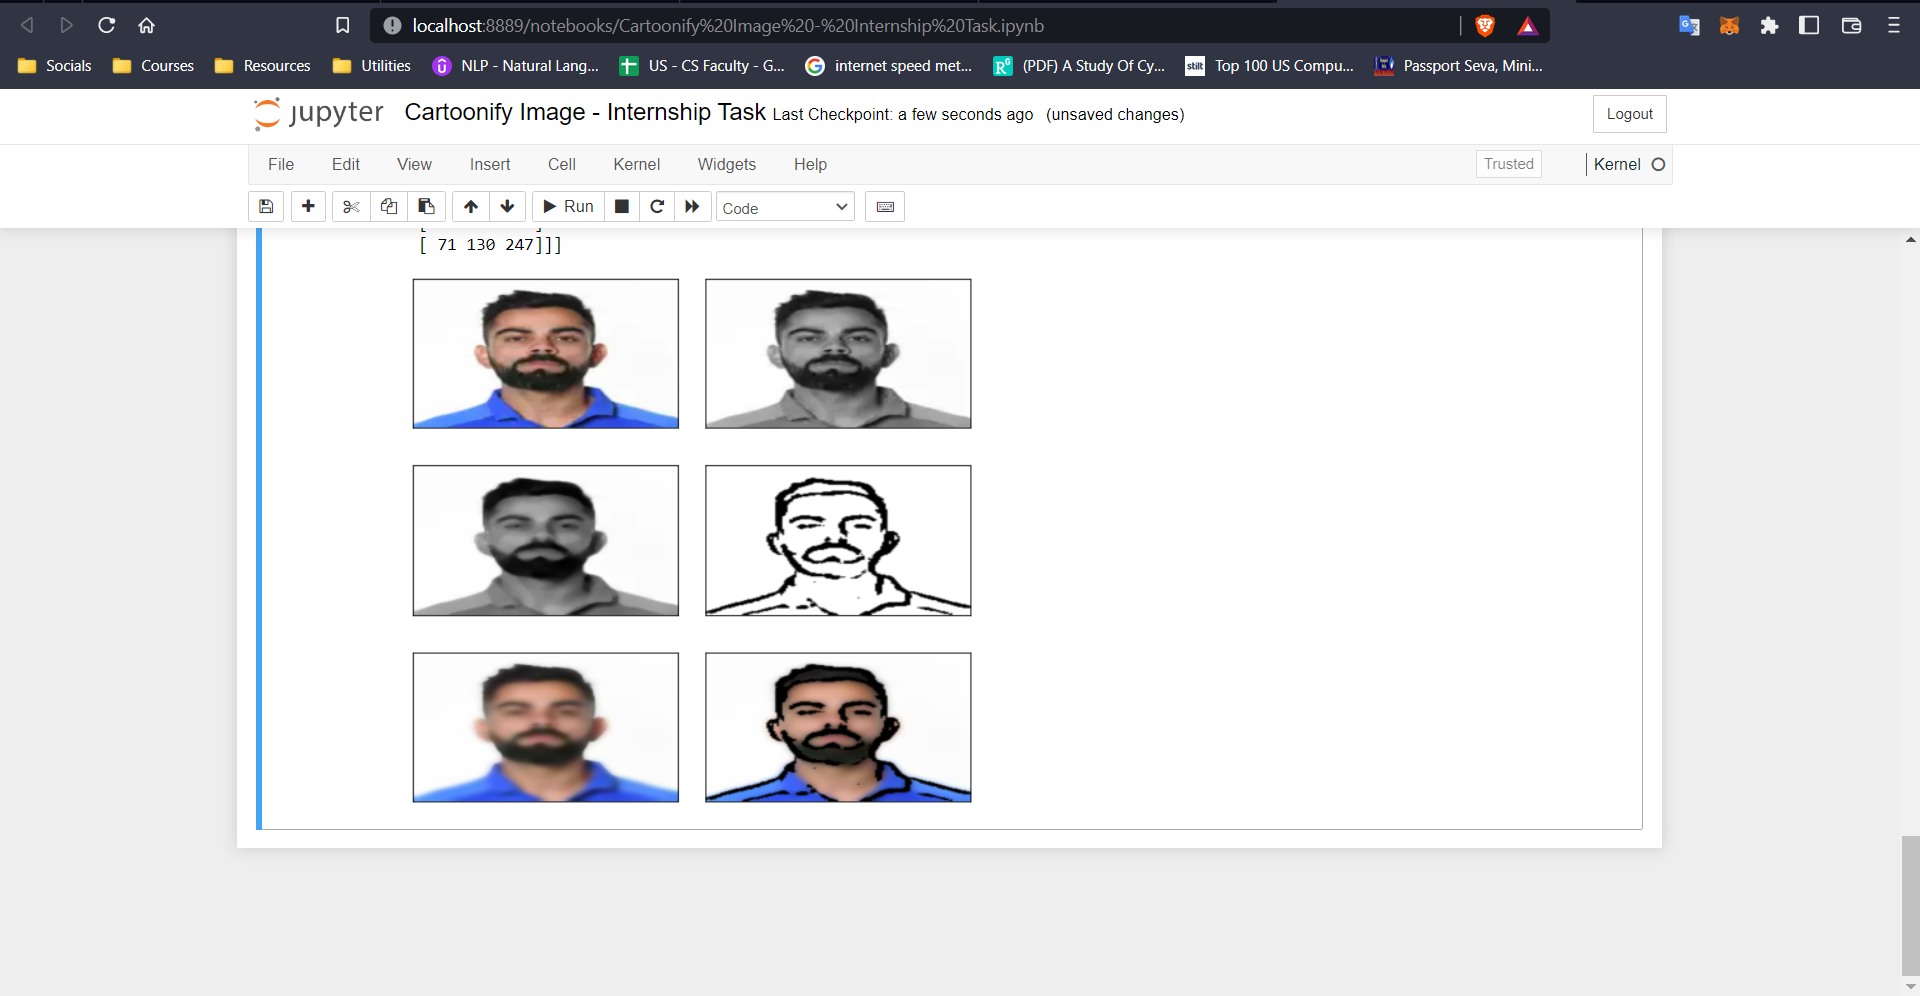 localhost:8889/notebooks/Cartoonify%20Image%20-%20Internship%20Task.ipynb
Socials Courses Resources Utilities NLP - Natural Lang... US - CS Faculty - G... internet speed met... (PDF) A Study Of Cy... Top 100 US Compu... Passport Seva, Mini...
jupyter Cartoonify Image - Internship Task Last Checkpoint: a few seconds ago (unsaved changes) Logout
File Edit View Insert Cell Kernel Widgets Help Trusted Kernel
Run Code
[ 71 130 247]]]